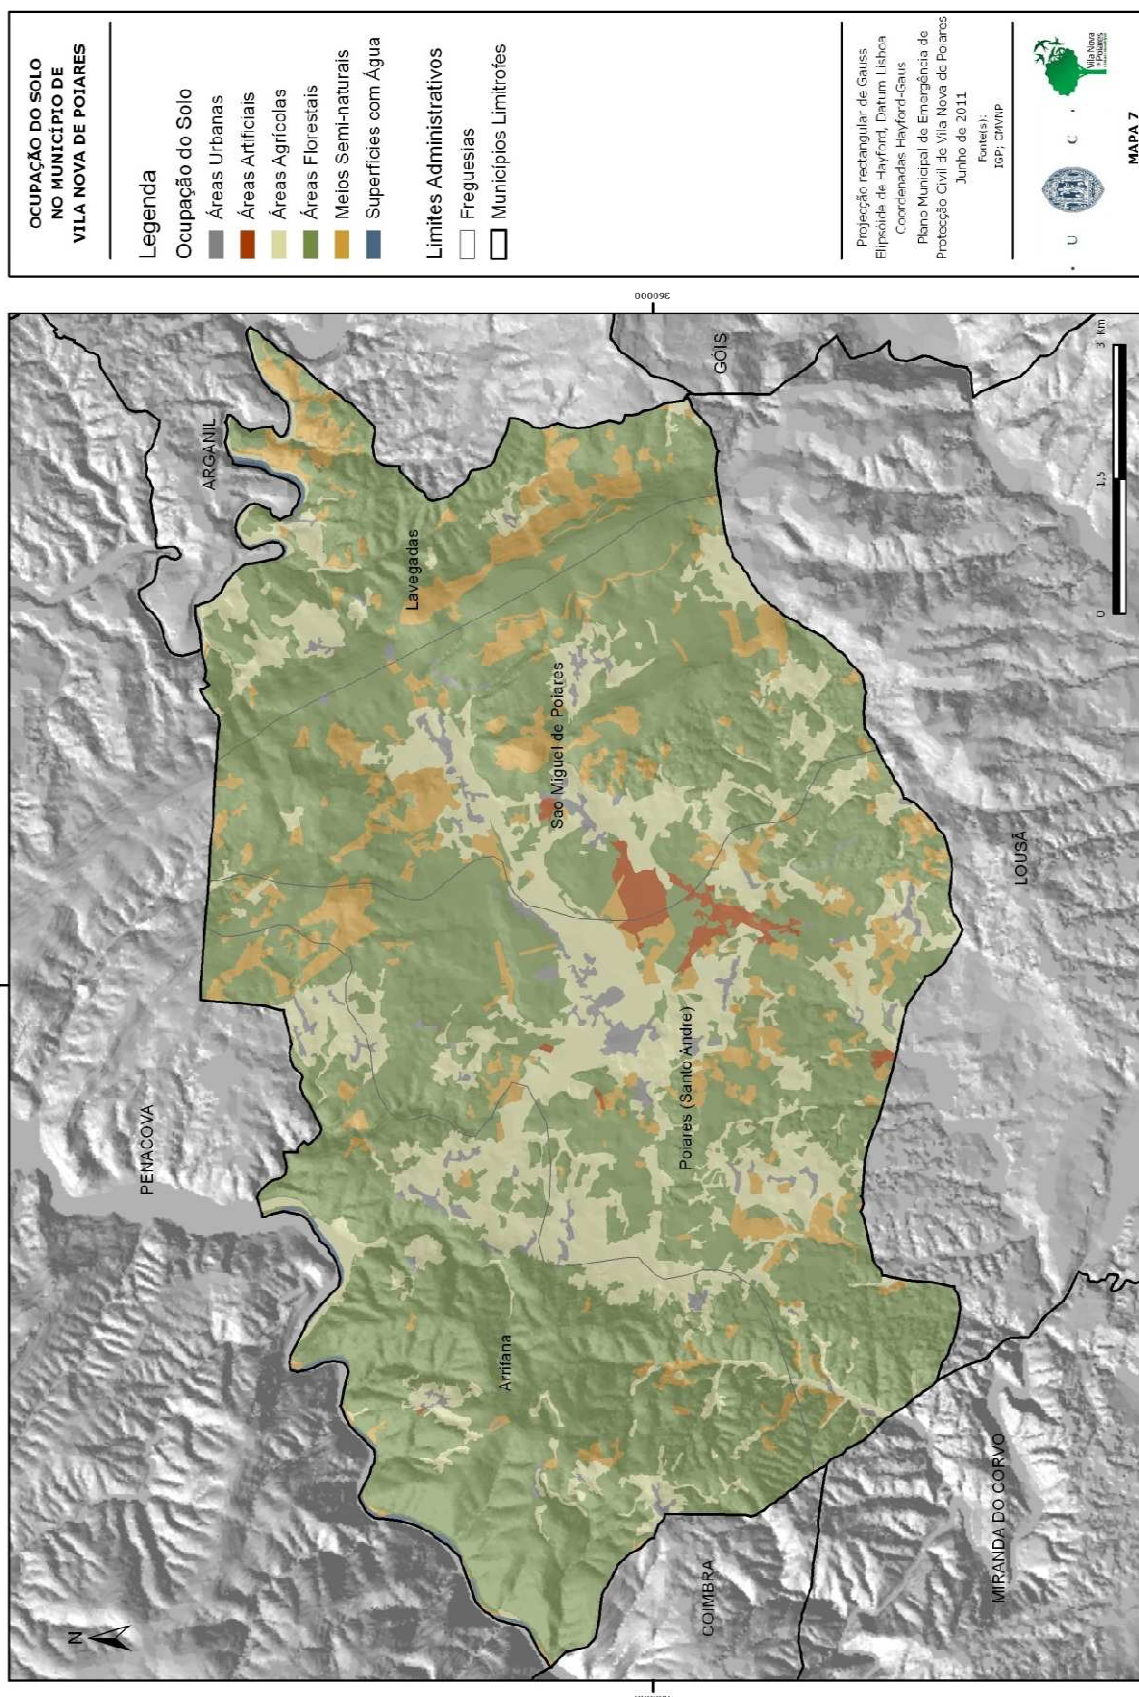 OCUPAÇÃO DO SOLO
NO MUNICÍPIO DE
VILA NOVA DE POIARES
Legenda
Ocupação do Solo
Áreas Urbanas
Áreas Artificiais
Áreas Agrícolas
Áreas Florestais
Meios Semi-naturais
Superfícies com Água
Limites Administrativos
Freguesias
Municípios Limítrofes
Projecção rectangular de Gauss
Elipsóide de Hayford, Datum Lisboa
Coordenadas Hayford-Gaus
Plano Municipal de Emergência de
Protecção Civil de Vila Nova de Poiares
Junho de 2011
Fonte(s):
IGP; CMVNP
• U C •
Vila Nova
de Poiares
MAPA 7
N
PENACOVA
ARGANIL
GÓIS
Lavegadas
São Miguel de Poiares
Poiares (Santo André)
Arrifana
LOUSÃ
COIMBRA
MIRANDA DO CORVO
360000
0 1,5 3 Km